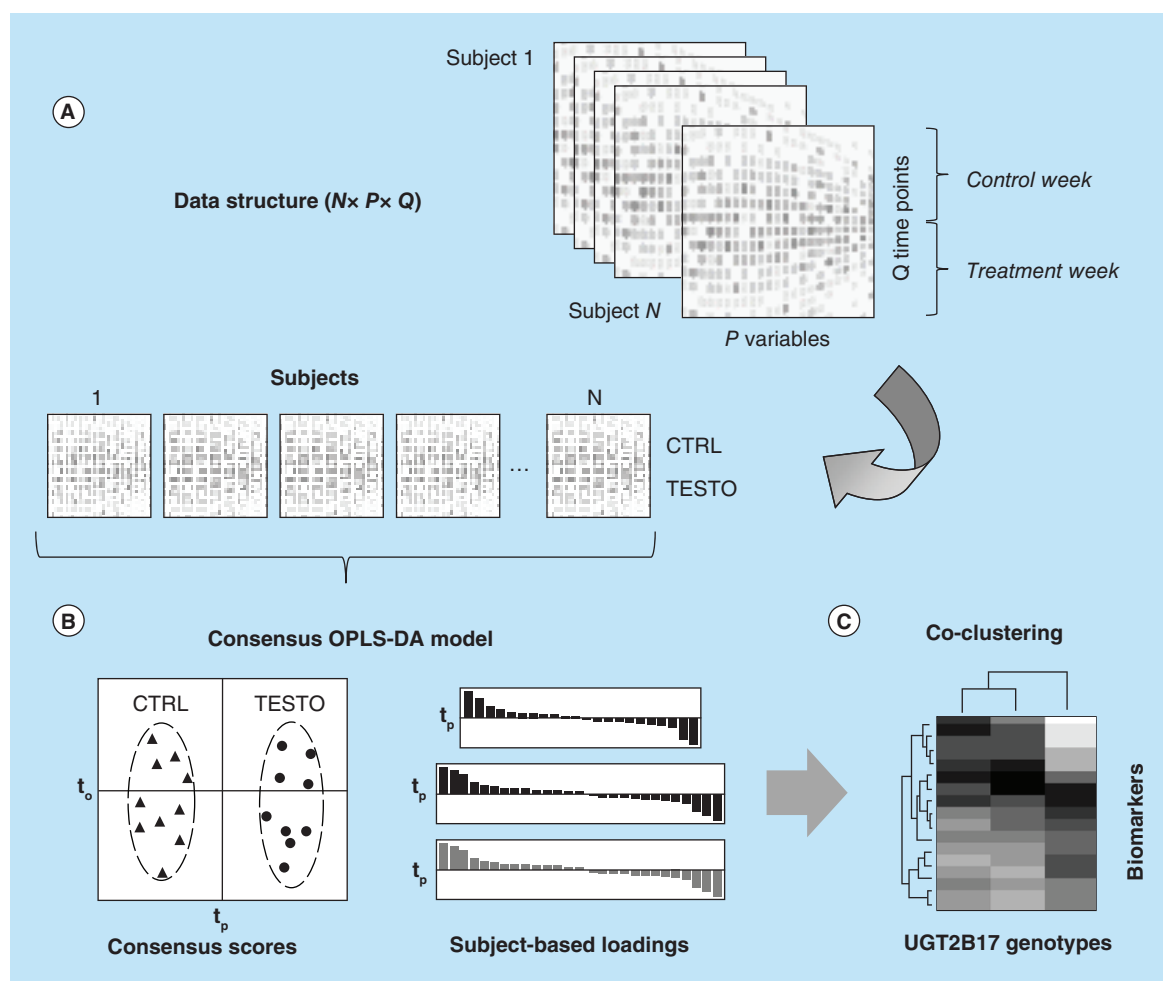 A
Subject 1
Data structure (N× P× Q)
Q time points
Control week
Treatment week
Subject N
P variables
Subjects
1
N
...
CTRL
TESTO
B
Consensus OPLS-DA model
CTRL
TESTO
to
tp
Consensus scores
tp
tp
tp
Subject-based loadings
C
Co-clustering
Biomarkers
UGT2B17 genotypes